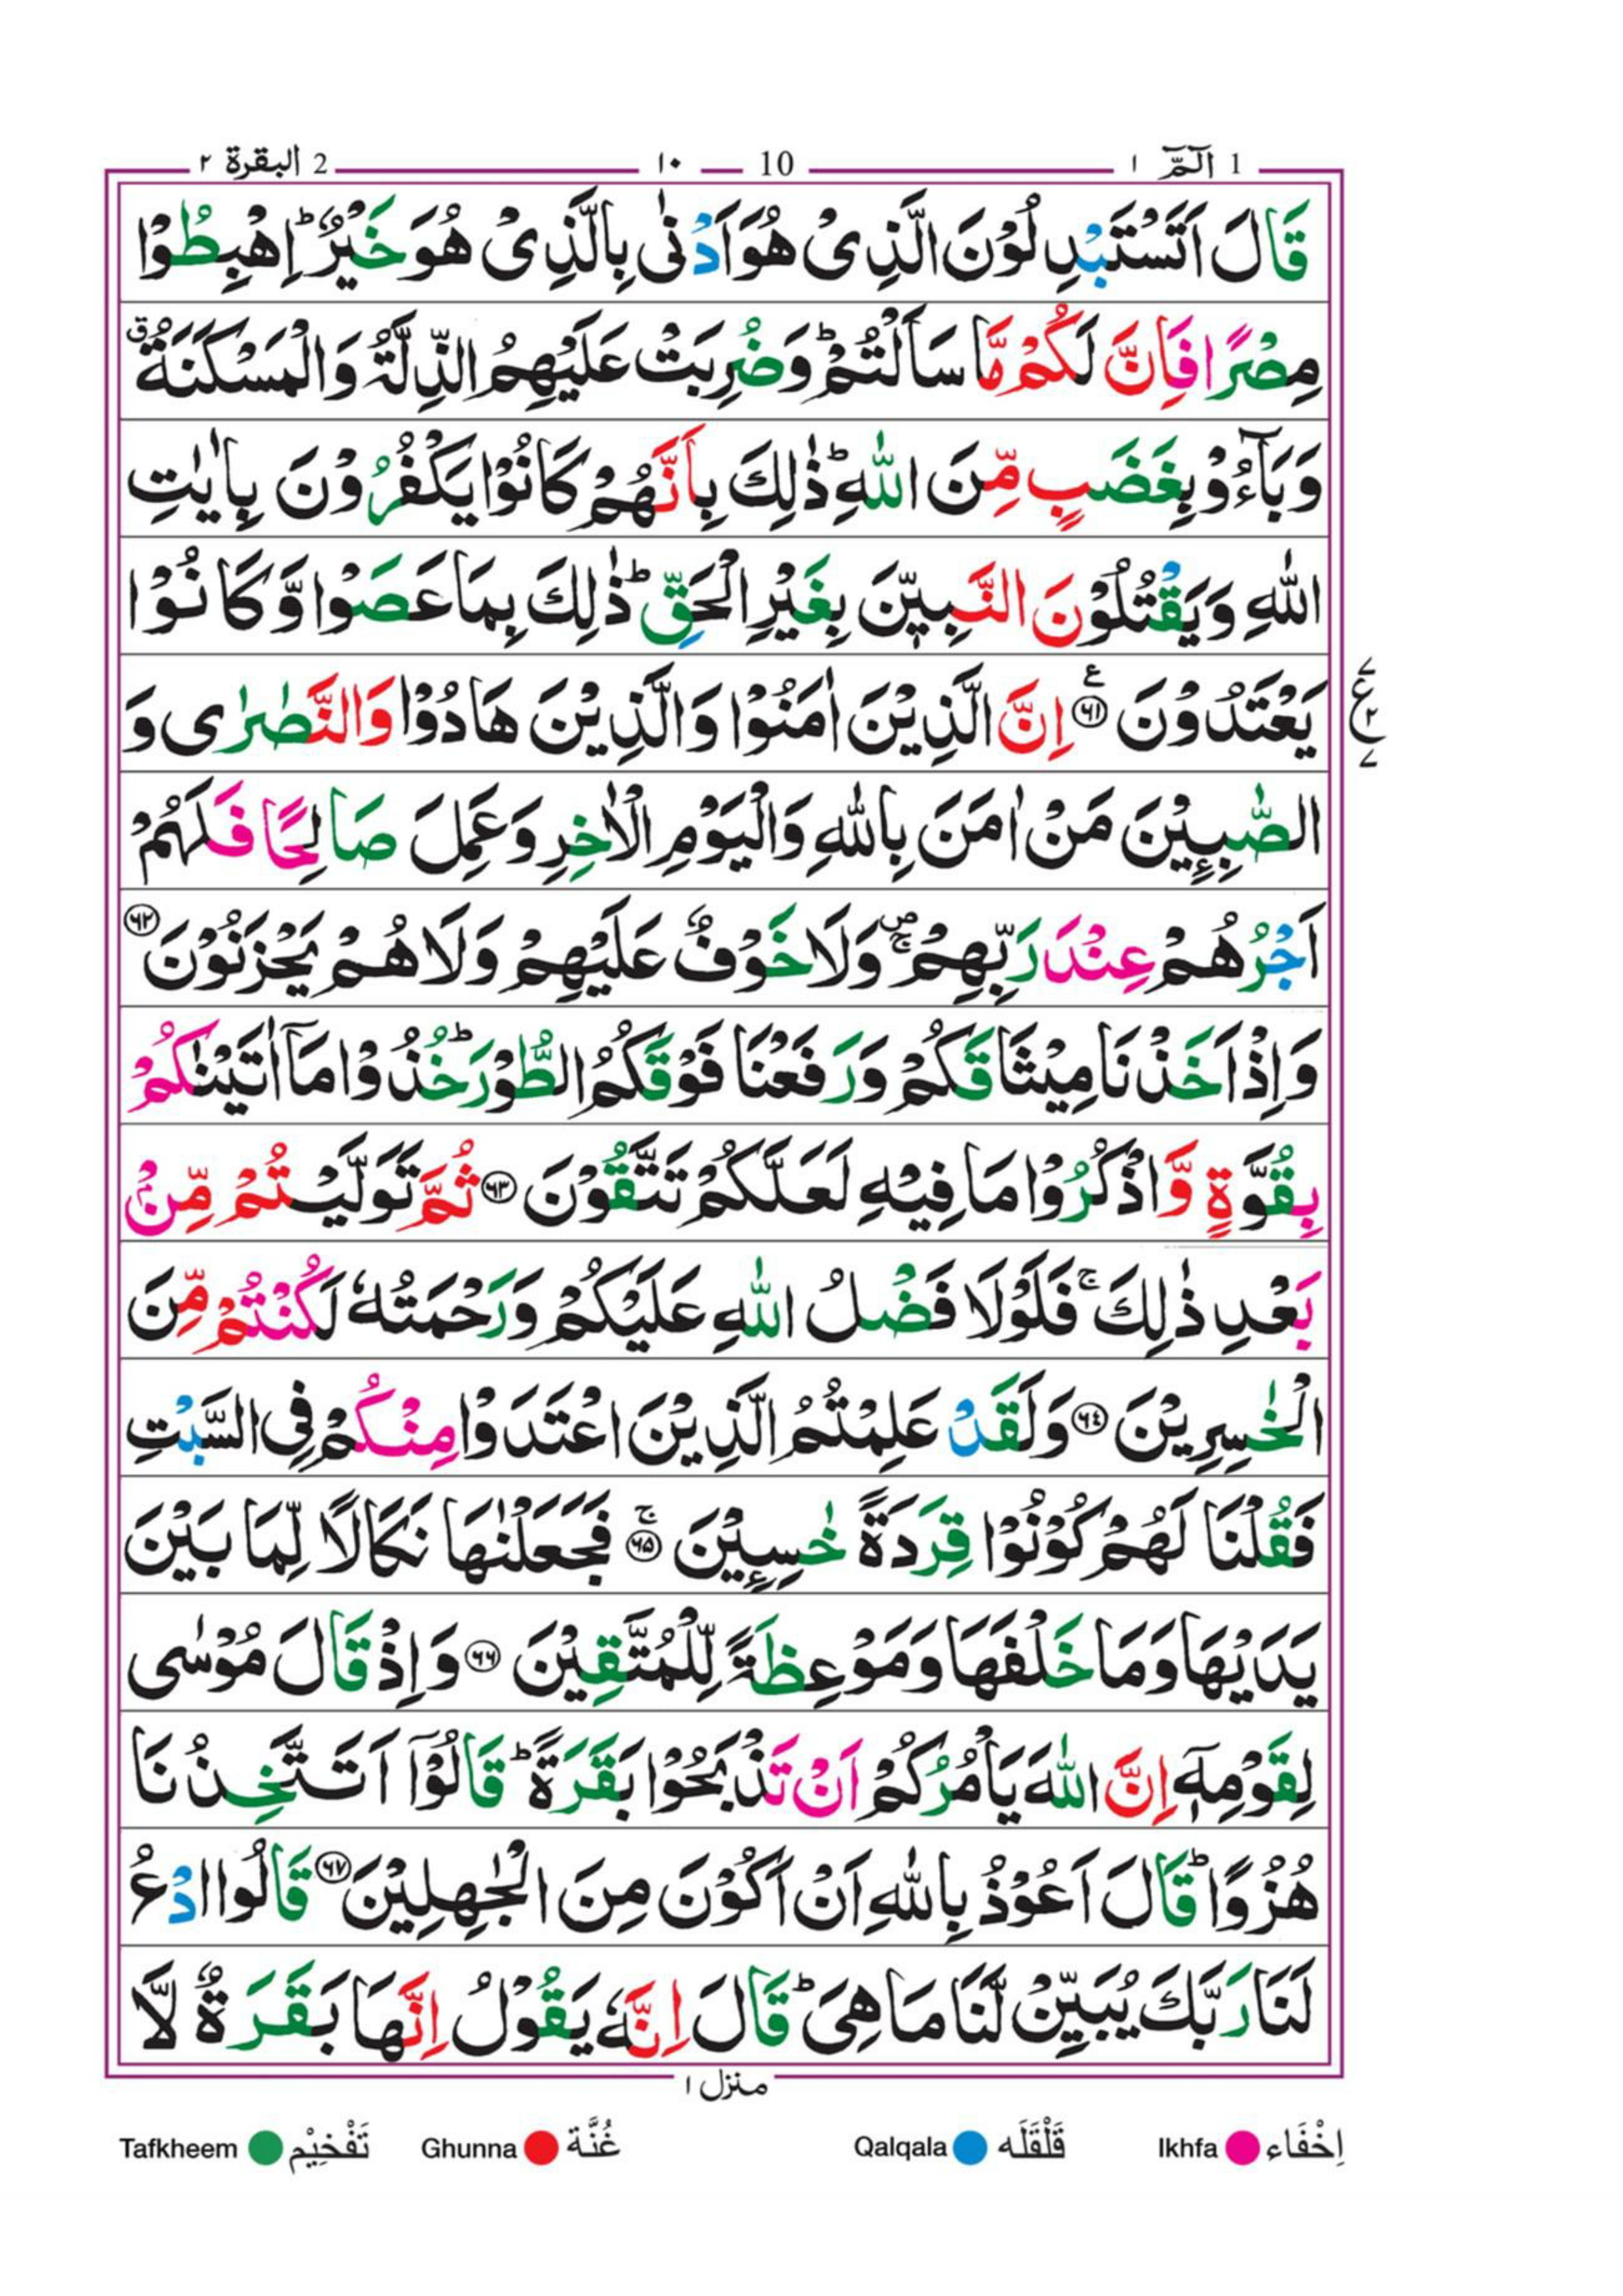 1 الٓمّٓ ١ 10 ١٠ 2 البقرة ٢
قَالَ اَتَسْتَبْدِلُوْنَ الَّذِىْ هُوَ اَدْنٰى بِالَّذِىْ هُوَ خَيْرٌ ؕ اِهْبِطُوْا
مِصْرًا فَاِنَّ لَكُمْ مَّا سَاَلْتُمْ ؕ وَضُرِبَتْ عَلَيْهِمُ الذِّلَّةُ وَالْمَسْكَنَةُ ۗ
وَبَآءُوْ بِغَضَبٍ مِّنَ اللّٰهِ ؕ ذٰلِكَ بِاَنَّهُمْ كَانُوْا يَكْفُرُوْنَ بِاٰيٰتِ
اللّٰهِ وَيَقْتُلُوْنَ النَّبِيّٖنَ بِغَيْرِ الْحَقِّ ؕ ذٰلِكَ بِمَا عَصَوْا وَّكَانُوْا
يَعْتَدُوْنَ ۟ ٦١ ع اِنَّ الَّذِيْنَ اٰمَنُوْا وَالَّذِيْنَ هَادُوْا وَالنَّصٰرٰى وَ
٧ ع ٢ ٧
الصّٰبِـِٕيْنَ مَنْ اٰمَنَ بِاللّٰهِ وَالْيَوْمِ الْاٰخِرِ وَعَمِلَ صَالِحًا فَلَهُمْ
اَجْرُهُمْ عِنْدَ رَبِّهِمْ ۪ۚ وَلَا خَوْفٌ عَلَيْهِمْ وَلَا هُمْ يَحْزَنُوْنَ ٦٢
وَاِذْ اَخَذْنَا مِيْثَاقَكُمْ وَرَفَعْنَا فَوْقَكُمُ الطُّوْرَ ؕ خُذُوْا مَآ اٰتَيْنٰكُمْ
بِقُوَّةٍ وَّاذْكُرُوْا مَا فِيْهِ لَعَلَّكُمْ تَتَّقُوْنَ ٦٣ ثُمَّ تَوَلَّيْتُمْ مِّنْۢ
بَعْدِ ذٰلِكَ ۚ فَلَوْلَا فَضْلُ اللّٰهِ عَلَيْكُمْ وَرَحْمَتُهٗ لَكُنْتُمْ مِّنَ
الْخٰسِرِيْنَ ٦٤ وَلَقَدْ عَلِمْتُمُ الَّذِيْنَ اعْتَدَوْا مِنْكُمْ فِى السَّبْتِ
فَقُلْنَا لَهُمْ كُوْنُوْا قِرَدَةً خٰسِـِٕيْنَ ۚ ٦٥ فَجَعَلْنٰهَا نَكَالًا لِّمَا بَيْنَ
يَدَيْهَا وَمَا خَلْفَهَا وَمَوْعِظَةً لِّلْمُتَّقِيْنَ ٦٦ وَاِذْ قَالَ مُوْسٰى
لِقَوْمِهٖٓ اِنَّ اللّٰهَ يَاْمُرُكُمْ اَنْ تَذْبَحُوْا بَقَرَةً ؕ قَالُوْٓا اَتَتَّخِذُنَا
هُزُوًا ؕ قَالَ اَعُوْذُ بِاللّٰهِ اَنْ اَكُوْنَ مِنَ الْجٰهِلِيْنَ ٦٧ قَالُوا ادْعُ
لَنَا رَبَّكَ يُبَيِّنْ لَّنَا مَا هِىَ ؕ قَالَ اِنَّهٗ يَقُوْلُ اِنَّهَا بَقَرَةٌ لَّا
منزل ١
Tafkheem تَفْخِيْم Ghunna غُنَّة Qalqala قَلْقَلَه Ikhfa اِخْفَاء